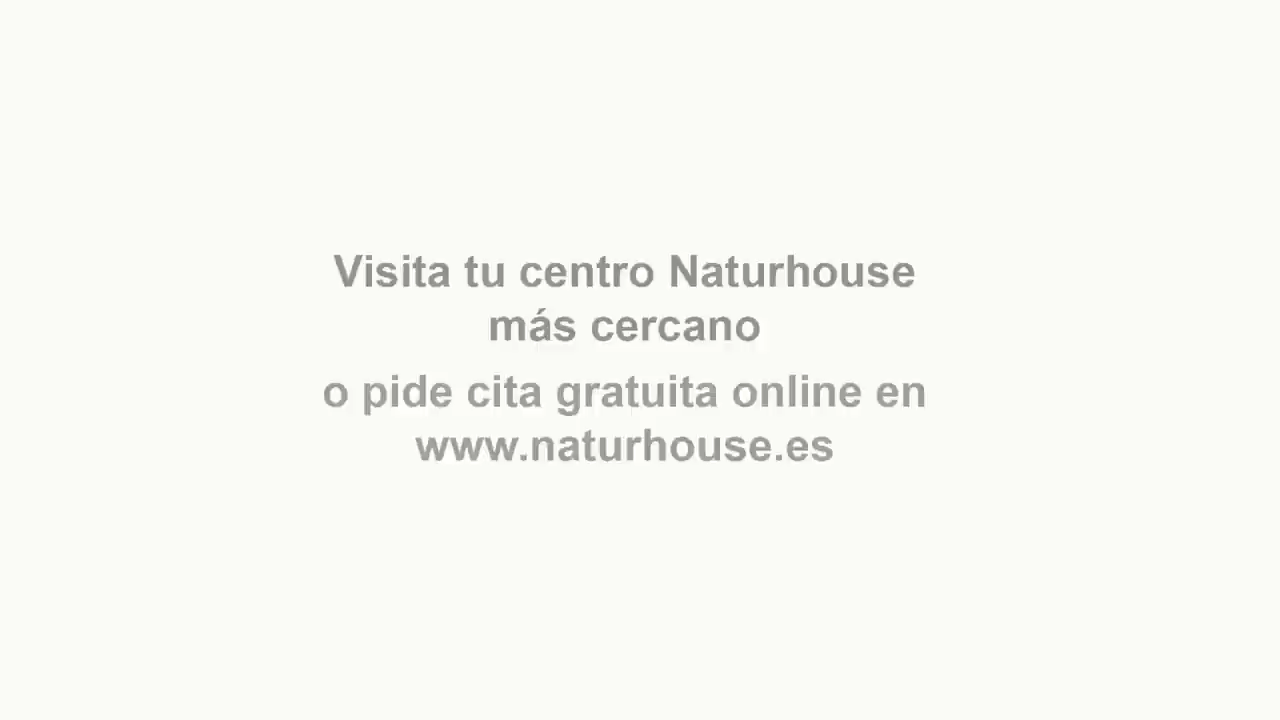 Visita tu centro Naturhouse
más cercano
o pide cita gratuita online en
www.naturhouse.es